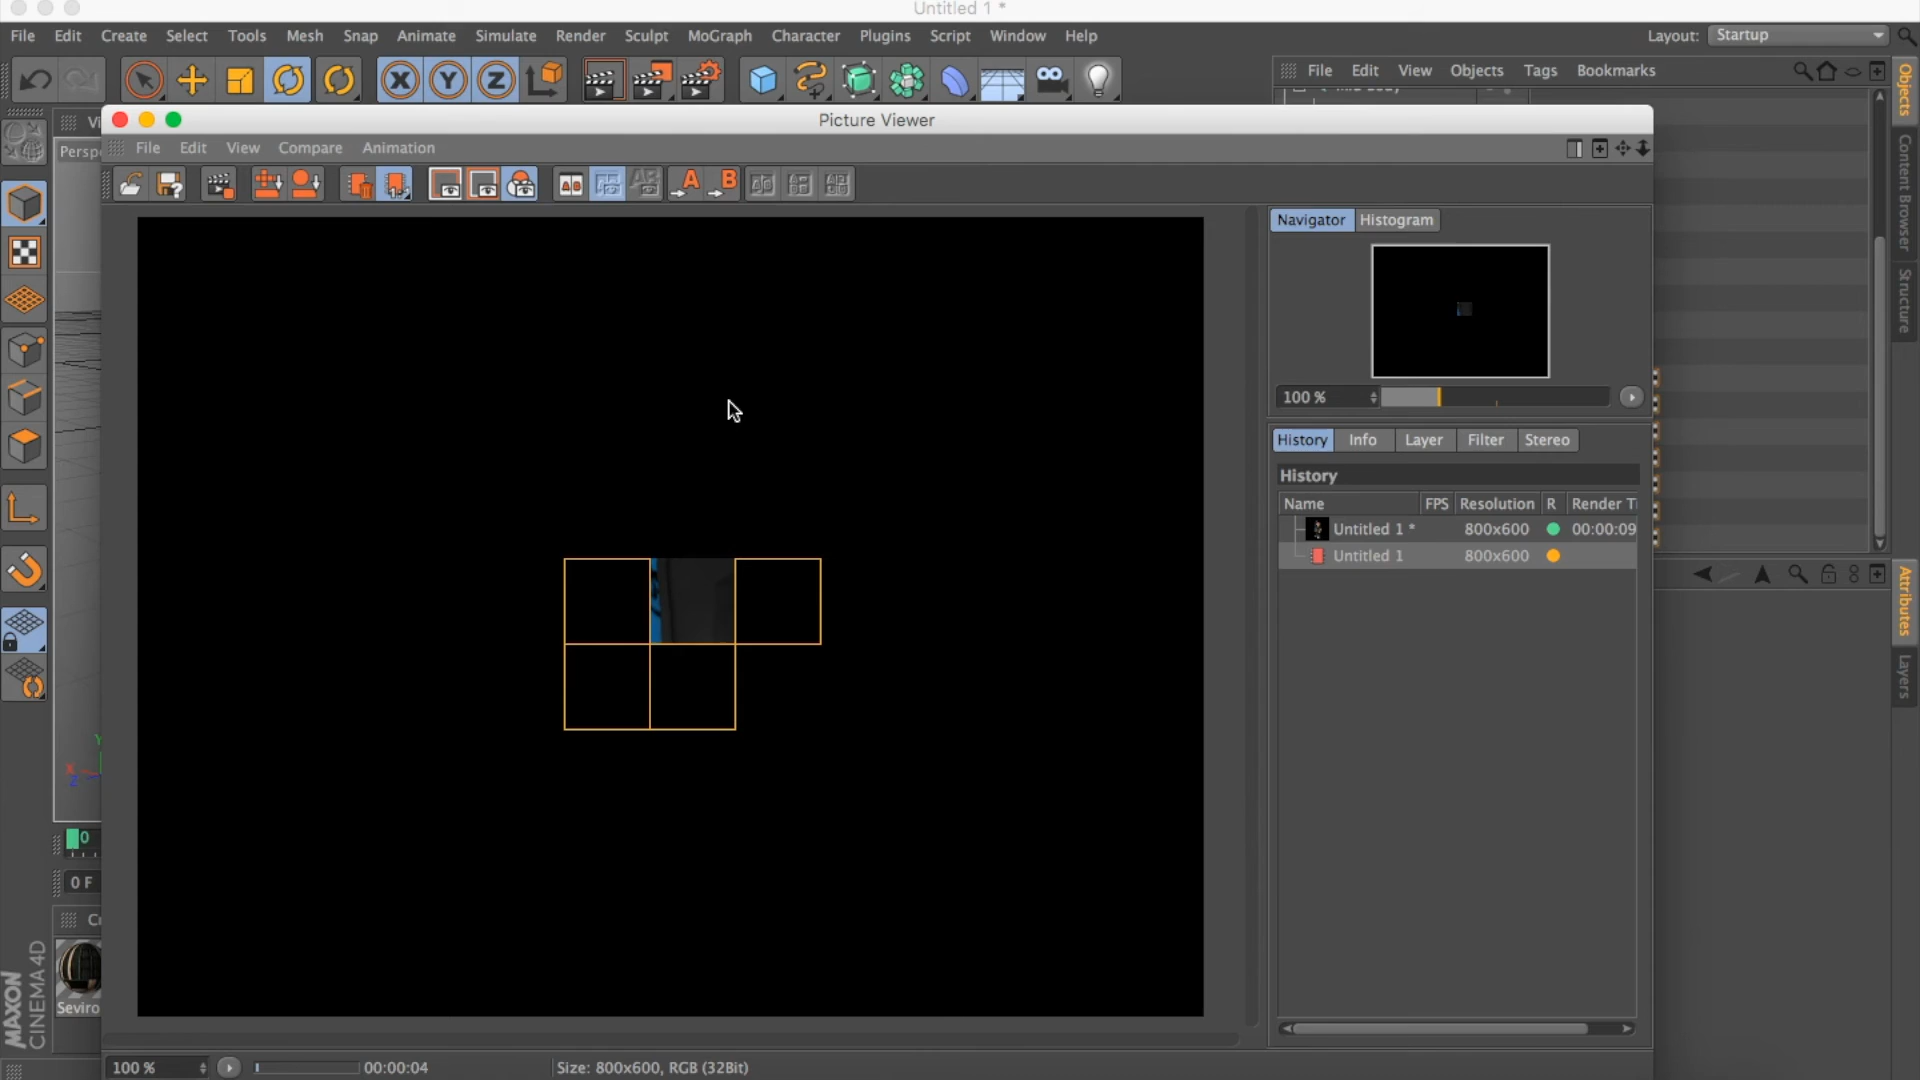 Untitled 1 *
File Edit Create Select Tools Mesh Snap Animate Simulate Render Sculpt MoGraph Character Plugins Script Window Help
Layout: Startup
X Y Z
File Edit View Objects Tags Bookmarks
Picture Viewer
Persp
File Edit View Compare Animation
A B
Navigator Histogram
100 %
History Info Layer Filter Stereo
History
Name FPS Resolution R Render T
Untitled 1 * 800x600 00:00:09
Untitled 1 800x600
Y
X
Z
0
0 F
Seviro
MAXON
CINEMA 4D
100 % 00:00:04 Size: 800x600, RGB (32Bit)
Objects
Content Browser
Structure
Attributes
Layers